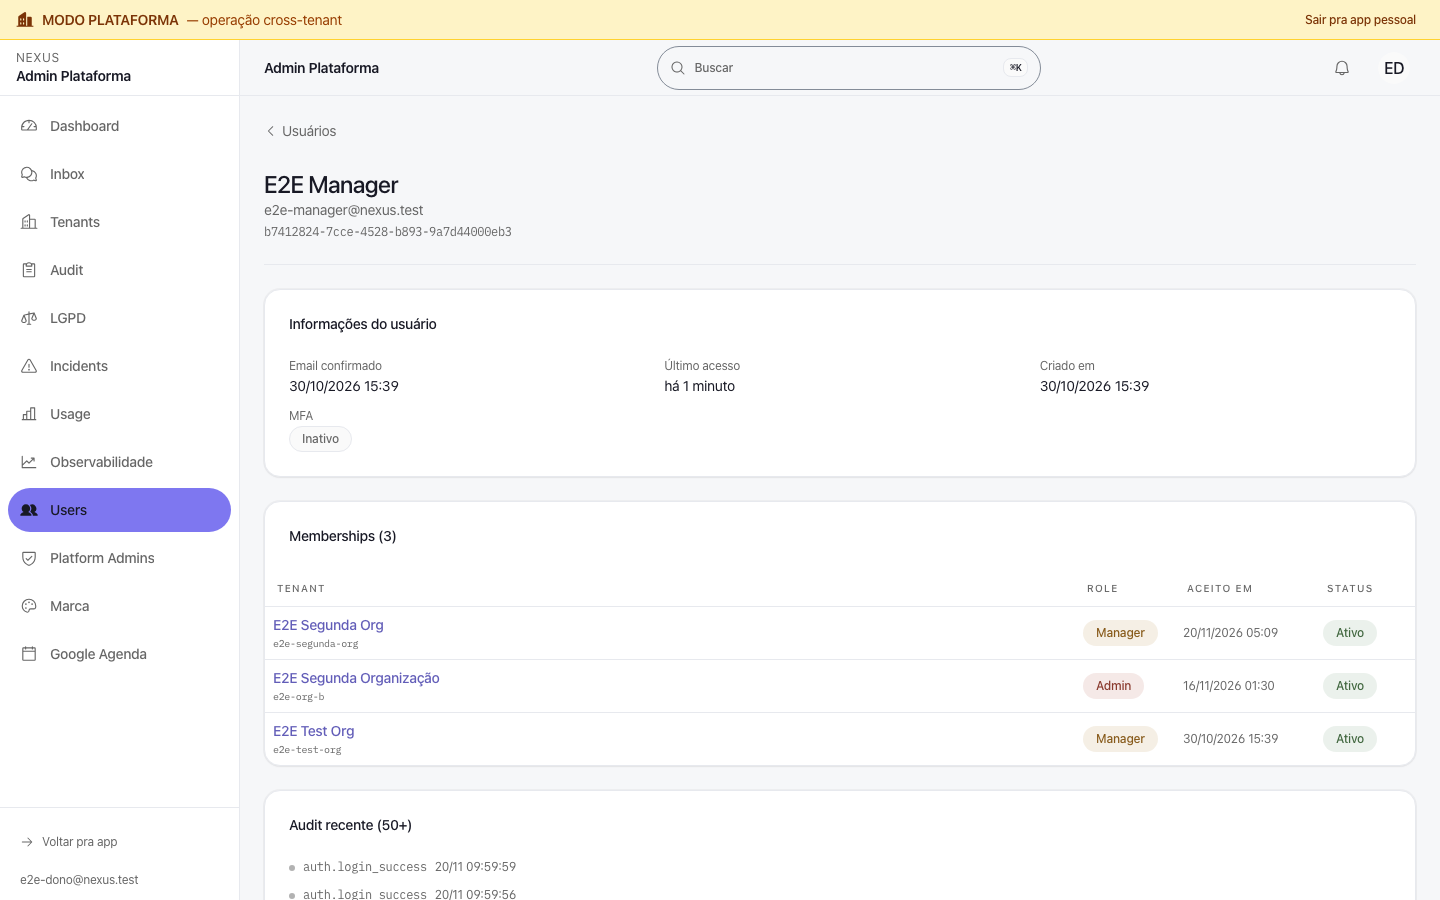 MODO PLATAFORMA — operação cross-tenant
Sair pra app pessoal
NEXUS
Admin Plataforma
Admin Plataforma
Buscar
⌘K
ED
Dashboard
Inbox
Tenants
Audit
LGPD
Incidents
Usage
Observabilidade
Users
Platform Admins
Marca
Google Agenda
Voltar pra app
e2e-dono@nexus.test
Usuários
E2E Manager
e2e-manager@nexus.test
b7412824-7cce-4528-b893-9a7d44000eb3
Informações do usuário
Email confirmado
30/10/2026 15:39
Último acesso
há 1 minuto
Criado em
30/10/2026 15:39
MFA
Inativo
Memberships (3)
TENANT ROLE ACEITO EM STATUS
E2E Segunda Org
e2e-segunda-org
Manager 20/11/2026 05:09 Ativo
E2E Segunda Organização
e2e-org-b
Admin 16/11/2026 01:30 Ativo
E2E Test Org
e2e-test-org
Manager 30/10/2026 15:39 Ativo
Audit recente (50+)
auth.login_success 20/11 09:59:59
auth.login_success 20/11 09:59:56